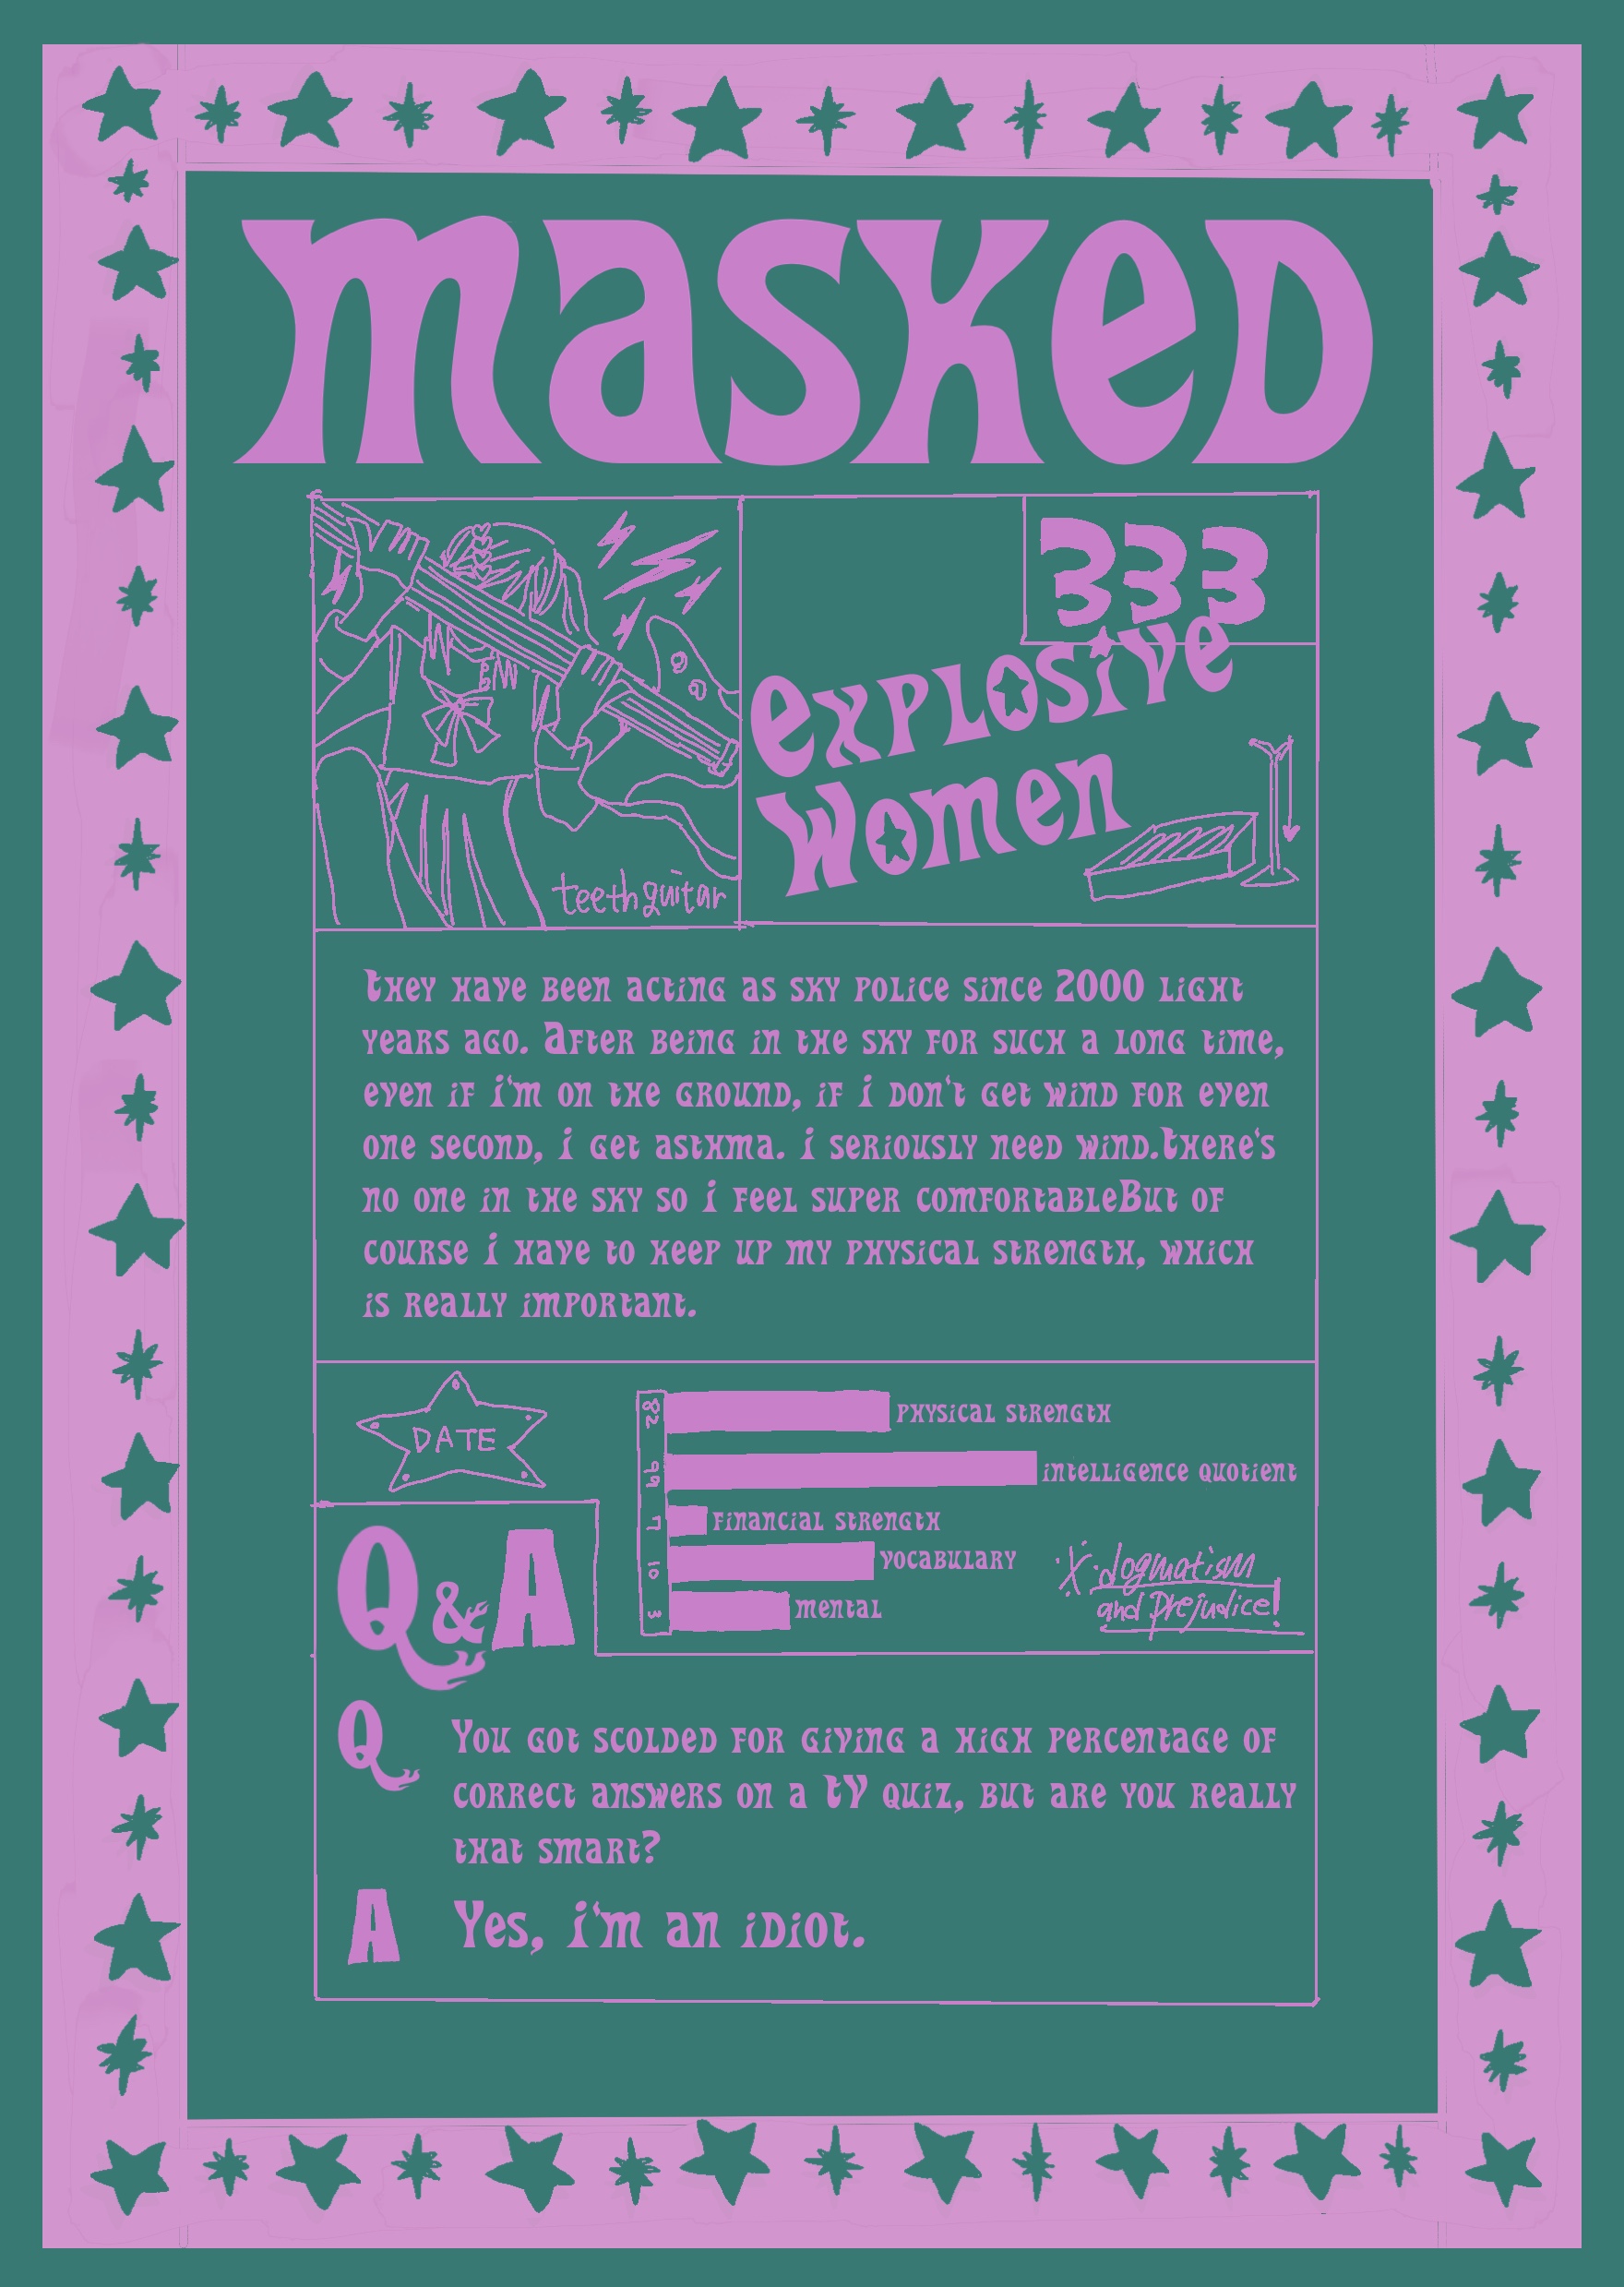 masked
333
explosive
women
teeth guitar
they have been acting as sky police since 2000 light
years ago. After being in the sky for such a long time,
even if i'm on the ground, if i don't get wind for even
one second, i get asthma. i seriously need wind.there's
no one in the sky so i feel super comfortableBut of
course i have to keep up my physical strength, which
is really important.
DATE
82 physical strength
99 intelligence quotient
7 financial strength
10 vocabulary
3 mental
※ dogmatism
and prejudice!
Q&A
Q You got scolded for giving a high percentage of
correct answers on a tV quiz, but are you really
that smart?
A Yes, i'm an idiot.